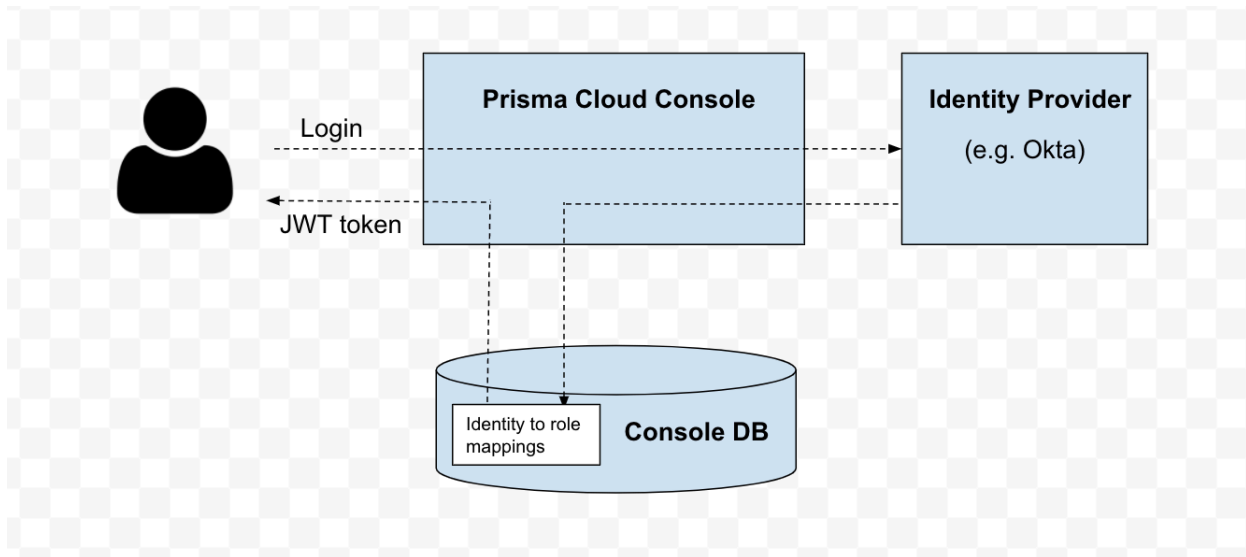 Prisma Cloud Console
Identity Provider
(e.g. Okta)
Login
JWT token
Identity to role
mappings
Console DB